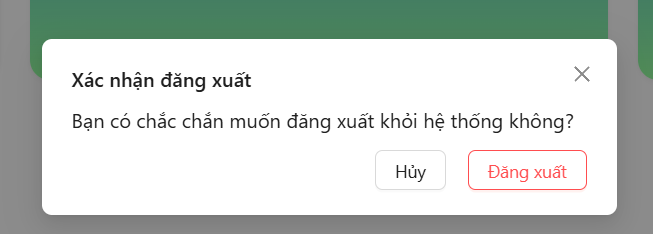 Xác nhận đăng xuất
Bạn có chắc chắn muốn đăng xuất khỏi hệ thống không?
Hủy
Đăng xuất